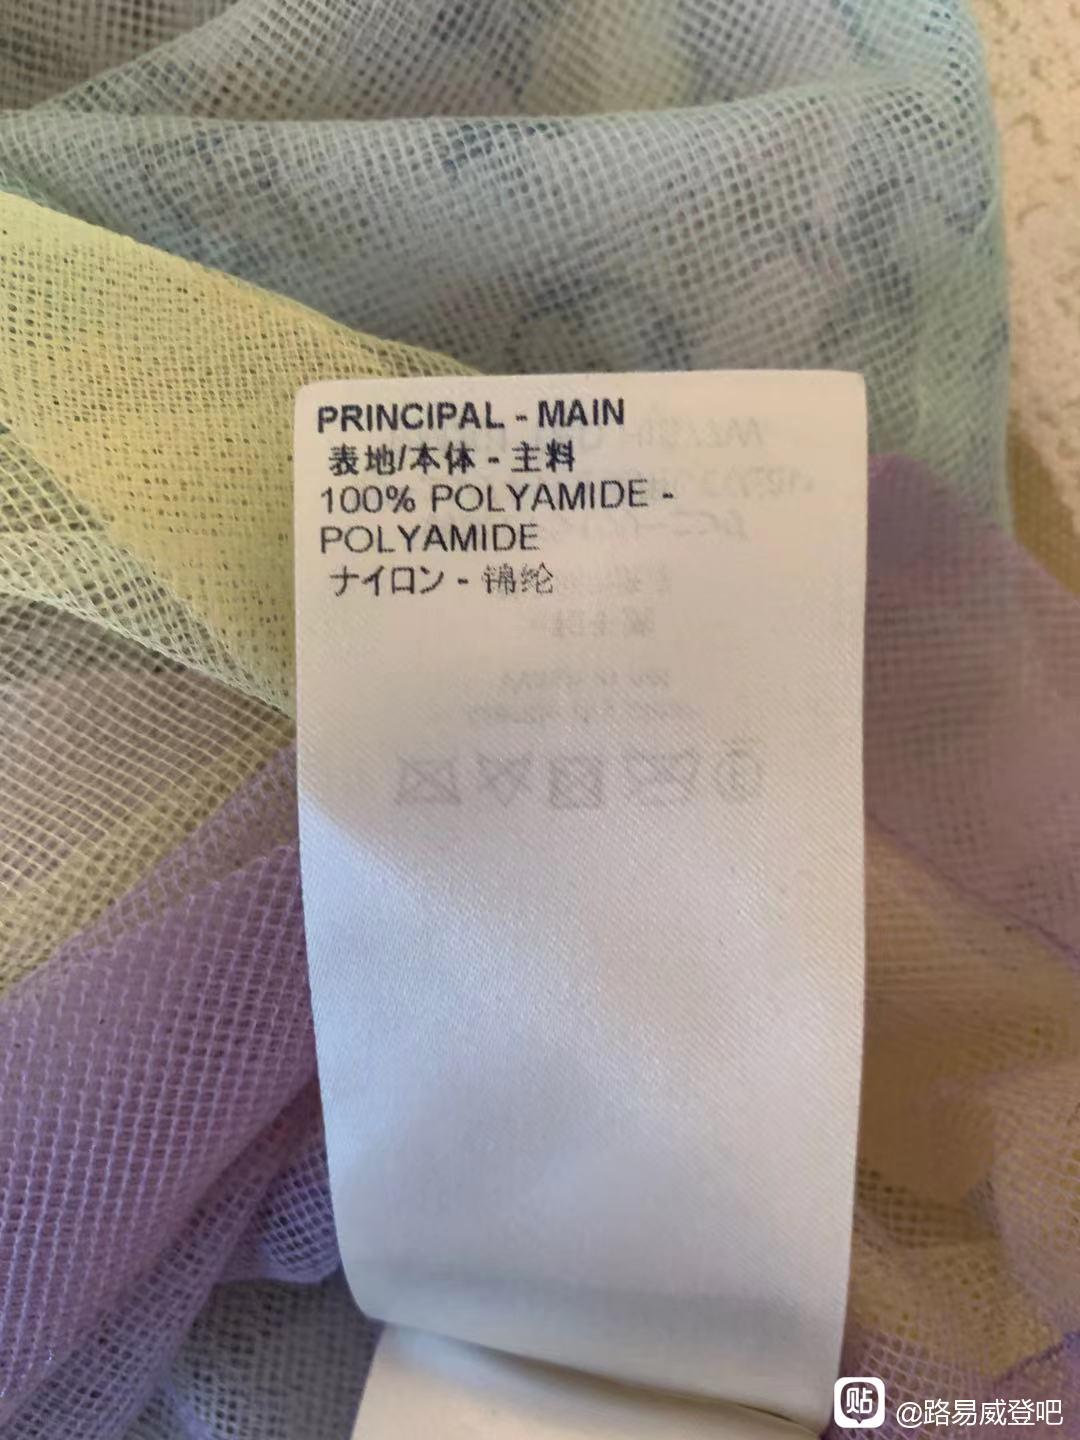 PRINCIPAL - MAIN
表地/本体 - 主料
100% POLYAMIDE -
POLYAMIDE
ナイロン - 锦纶
贴 @路易威登吧